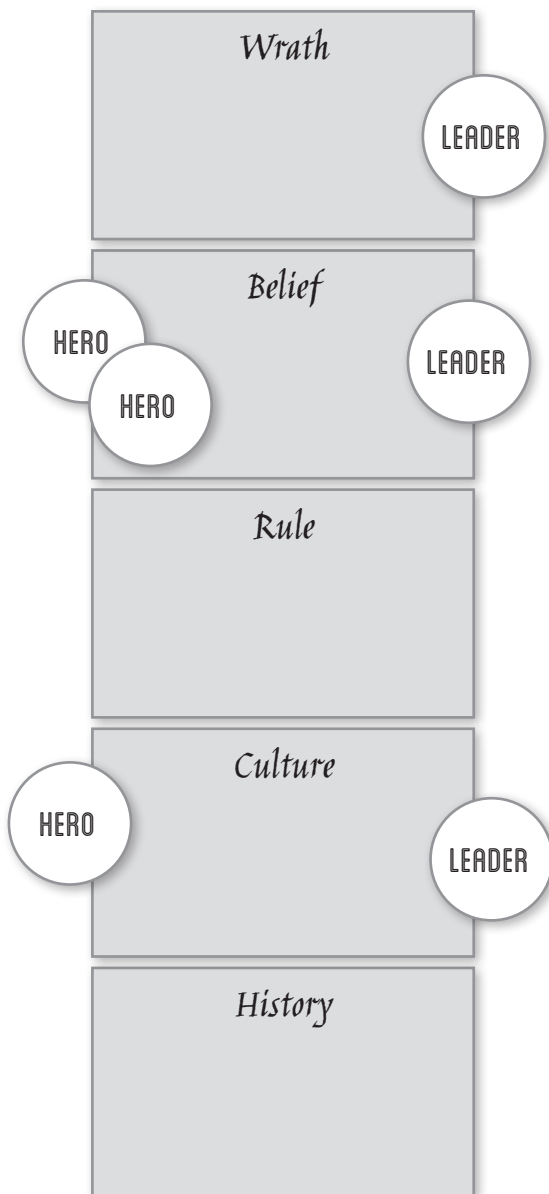 Wrath
LEADER
Belief
HERO
LEADER
HERO
Rule
Culture
HERO
LEADER
History